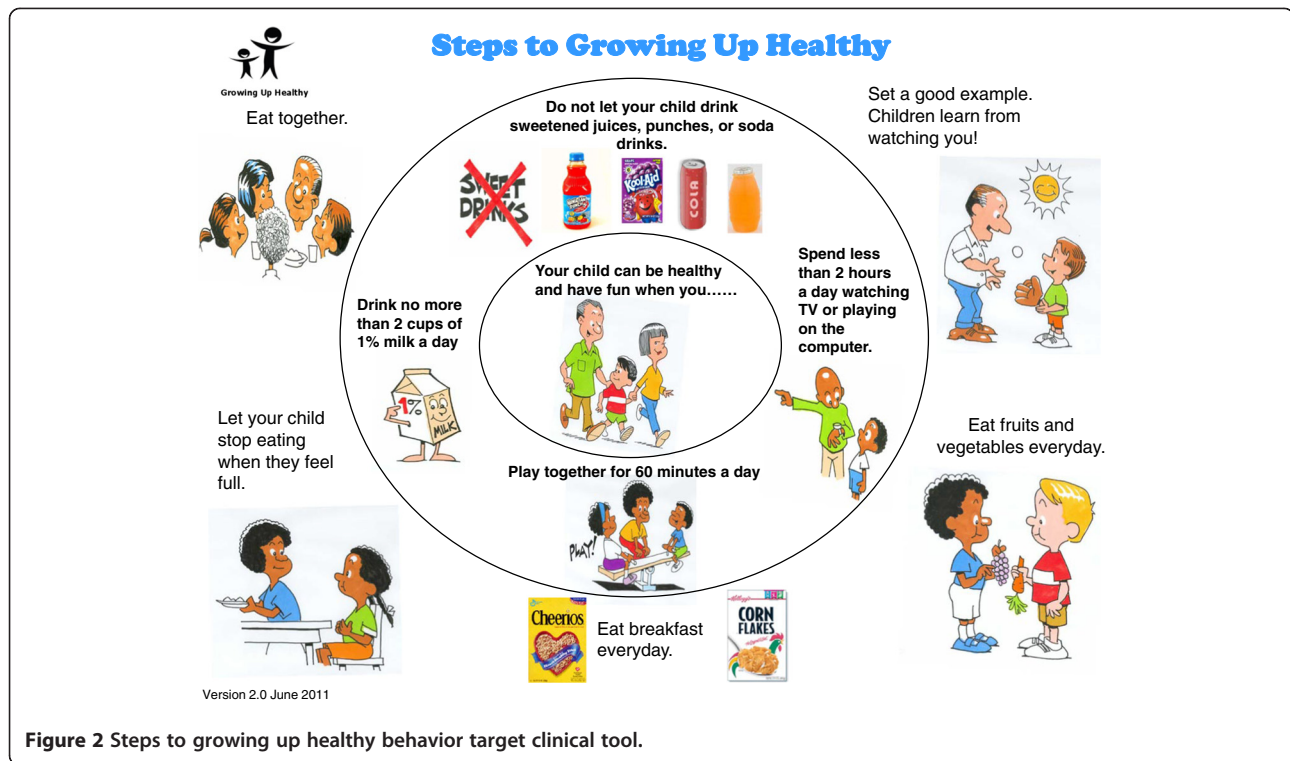 Steps to Growing Up Healthy
Growing Up Healthy
Eat together.
Do not let your child drink
sweetened juices, punches, or soda
drinks.
SWEET
DRINKS
Kool-Aid
COLA
Set a good example.
Children learn from
watching you!
Your child can be healthy
and have fun when you......
Drink no more
than 2 cups of
1% milk a day
1%
MILK
Spend less
than 2 hours
a day watching
TV or playing
on the
computer.
Let your child
stop eating
when they feel
full.
Play together for 60 minutes a day
PLAY!
Eat fruits and
vegetables everyday.
Cheerios
Eat breakfast
everyday.
Kellogg's
CORN
FLAKES
Version 2.0 June 2011
Figure 2 Steps to growing up healthy behavior target clinical tool.